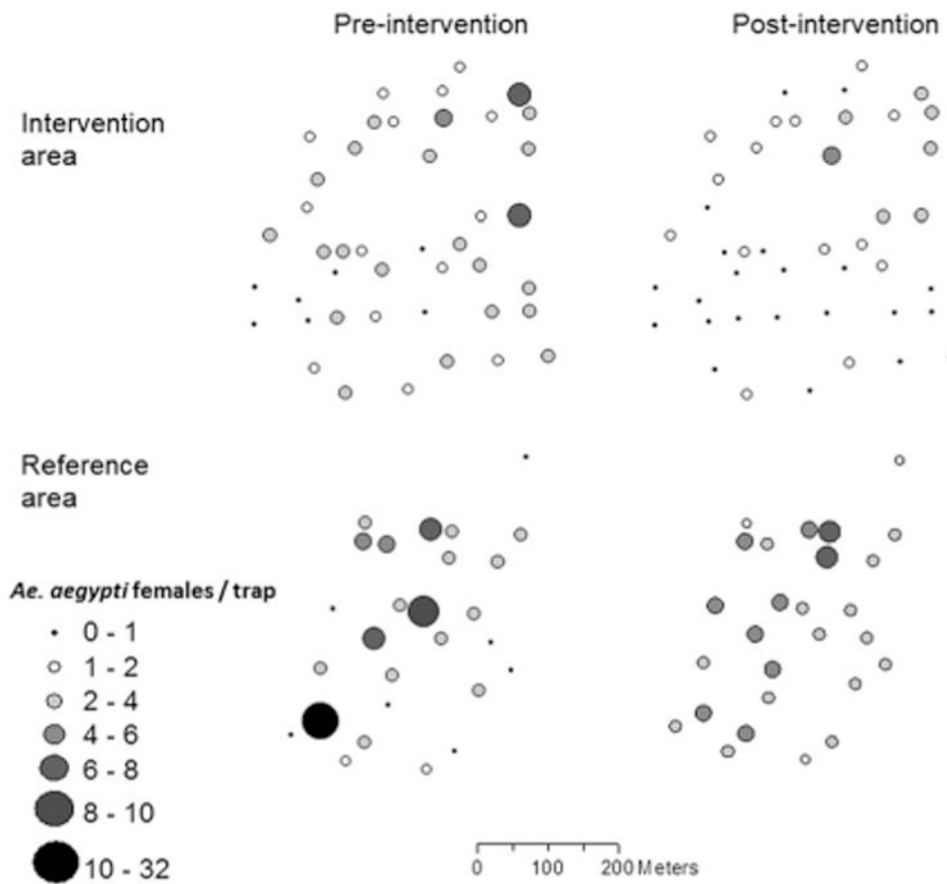 Pre-intervention
Post-intervention
Intervention
area
Reference
area
Ae. aegypti females / trap
0 - 1
1 - 2
2 - 4
4 - 6
6 - 8
8 - 10
10 - 32
0 100 200 Meters